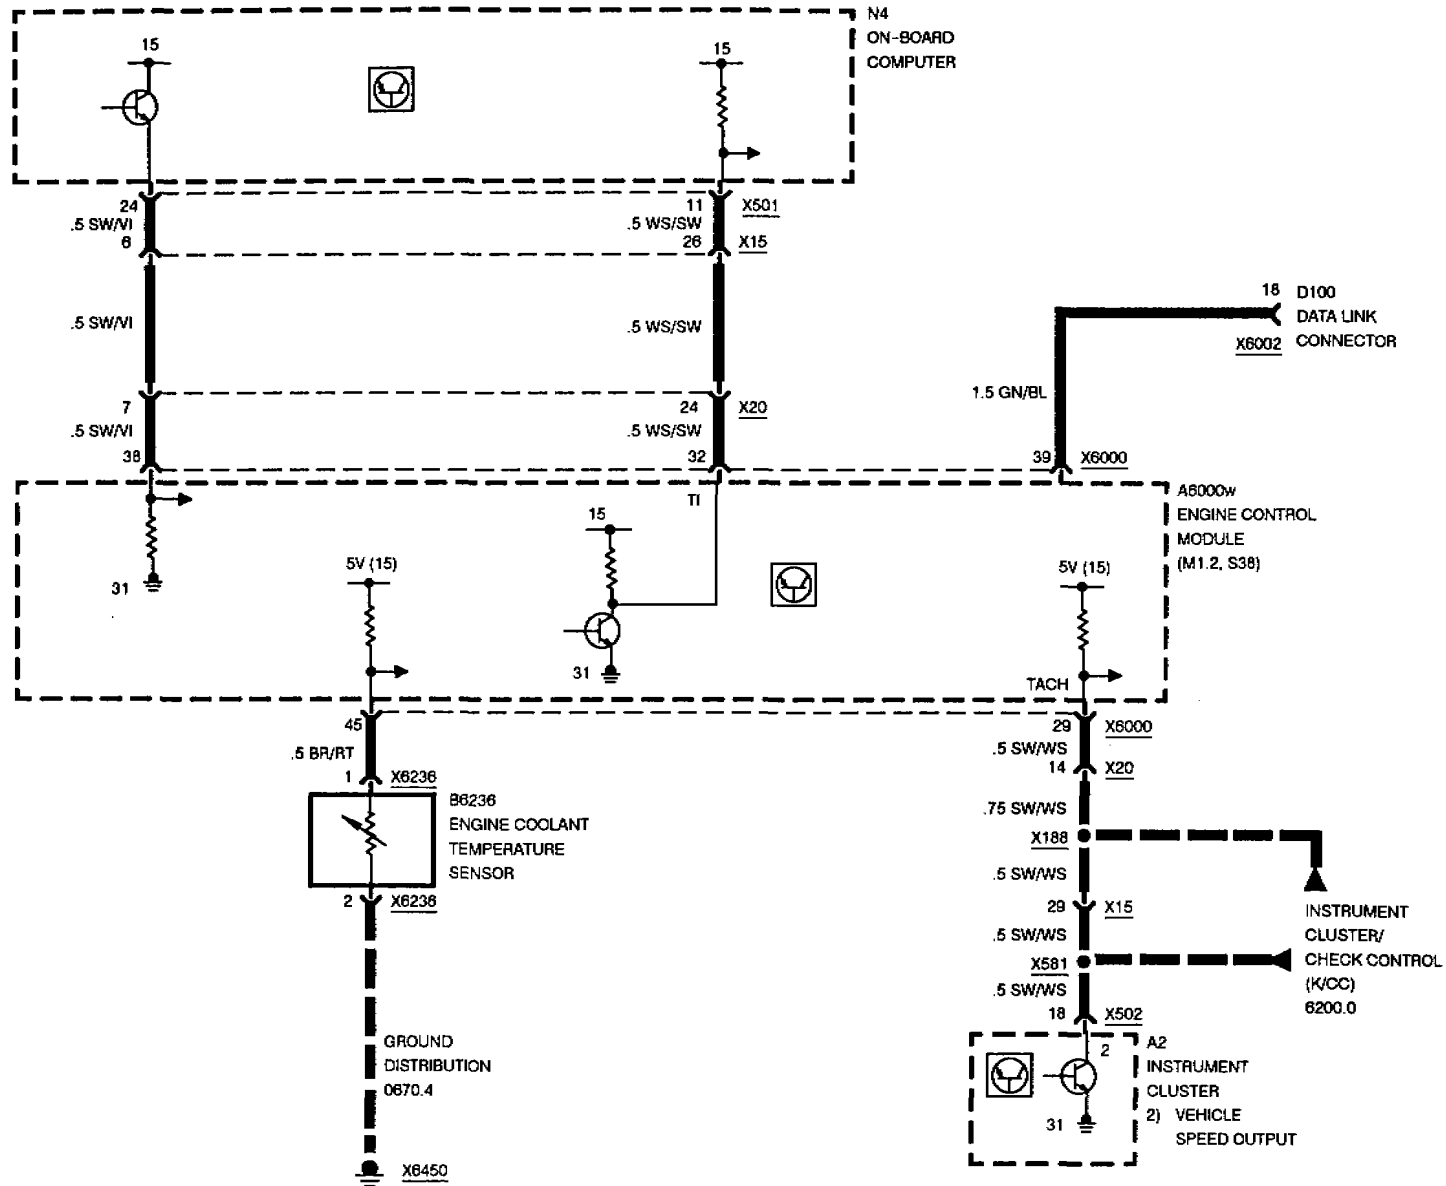 N4
ON-BOARD
COMPUTER
15
15
24
11
X501
.5 SW/VI
.5 WS/SW
6
26
X15
.5 SW/VI
.5 WS/SW
18
D100
DATA LINK
CONNECTOR
X6002
1.5 GN/BL
7
24
X20
.5 SW/VI
.5 WS/SW
38
32
39
X6000
A6000w
ENGINE CONTROL
MODULE
(M1.2, S38)
TI
15
31
5V (15)
5V (15)
31
TACH
45
29
X6000
.5 BR/RT
.5 SW/WS
1
X6236
14
X20
B6236
ENGINE COOLANT
TEMPERATURE
SENSOR
.75 SW/WS
X188
.5 SW/WS
2
X6236
29
X15
INSTRUMENT
CLUSTER/
CHECK CONTROL
(K/CC)
6200.0
.5 SW/WS
X581
.5 SW/WS
18
X502
GROUND
DISTRIBUTION
0670.4
2
A2
INSTRUMENT
CLUSTER
2) VEHICLE
SPEED OUTPUT
31
X6450